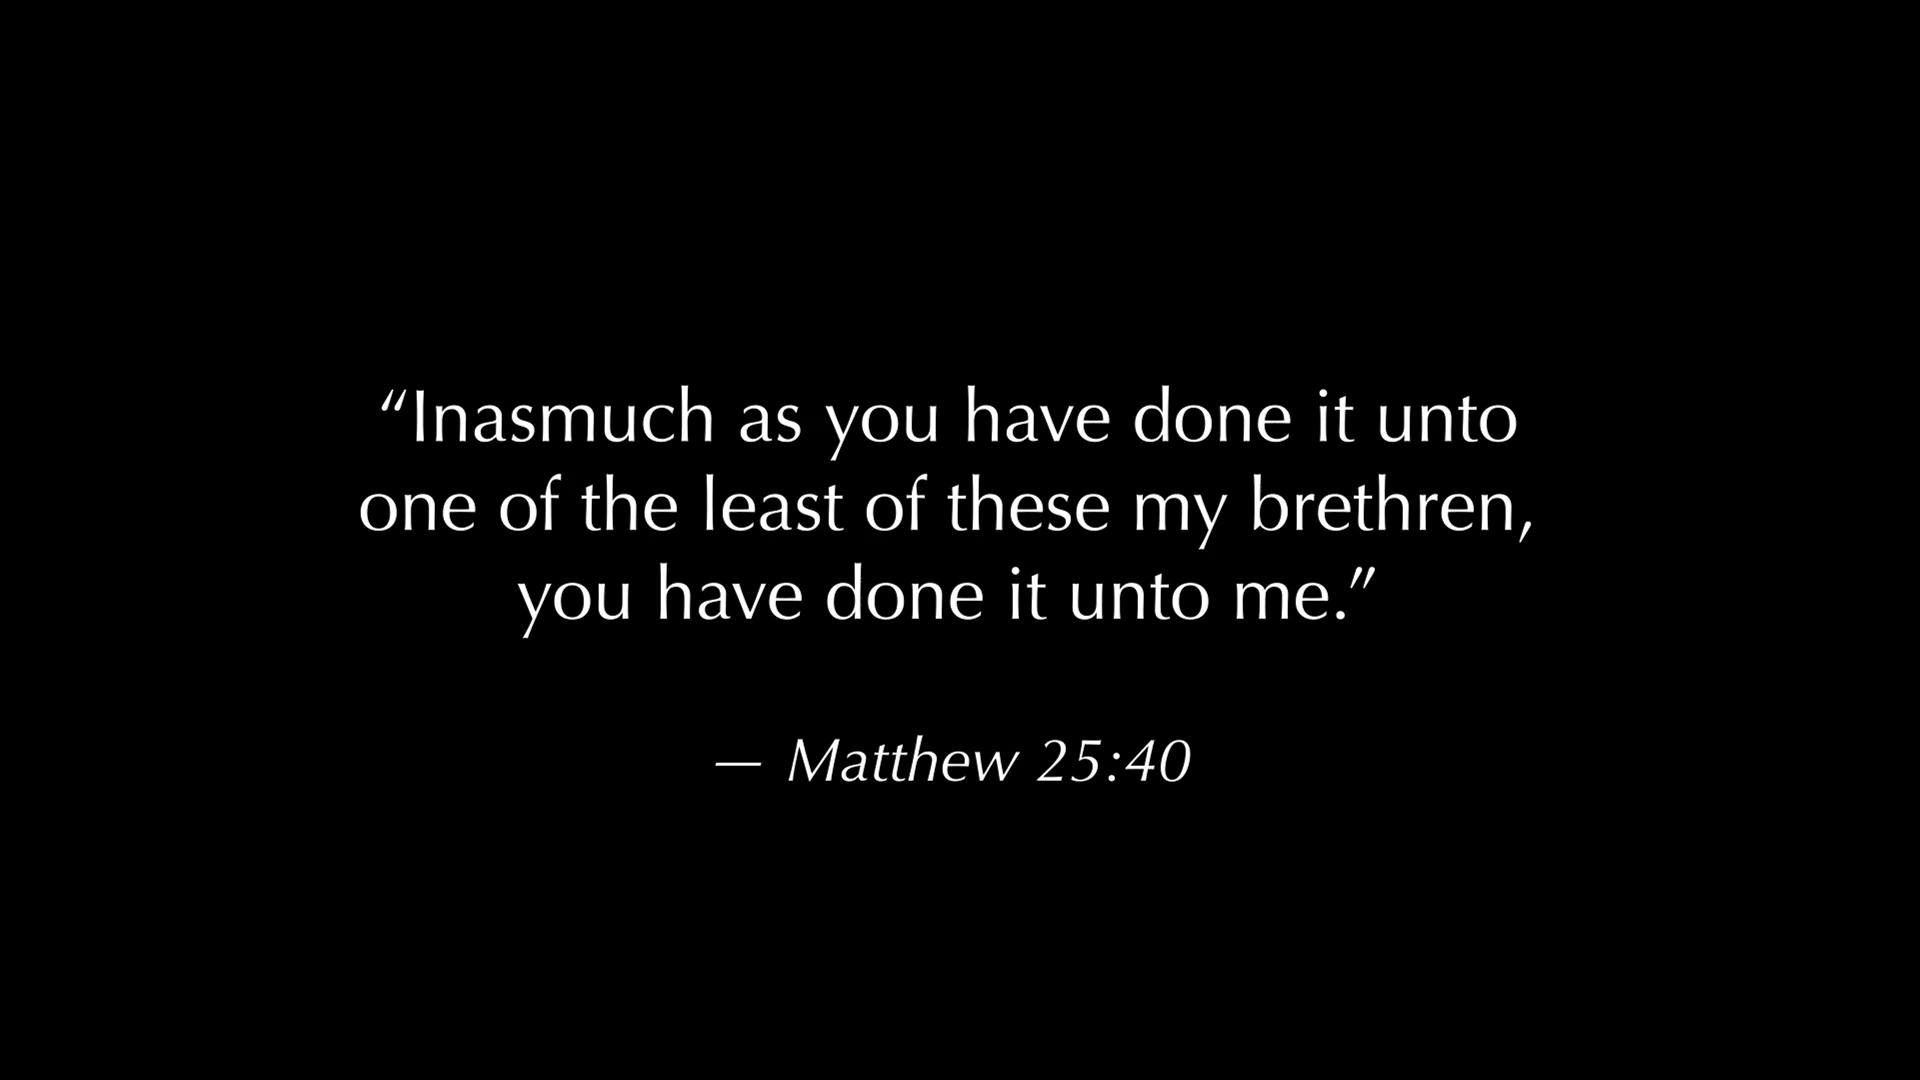 “Inasmuch as you have done it unto
one of the least of these my brethren,
you have done it unto me.”
— Matthew 25:40